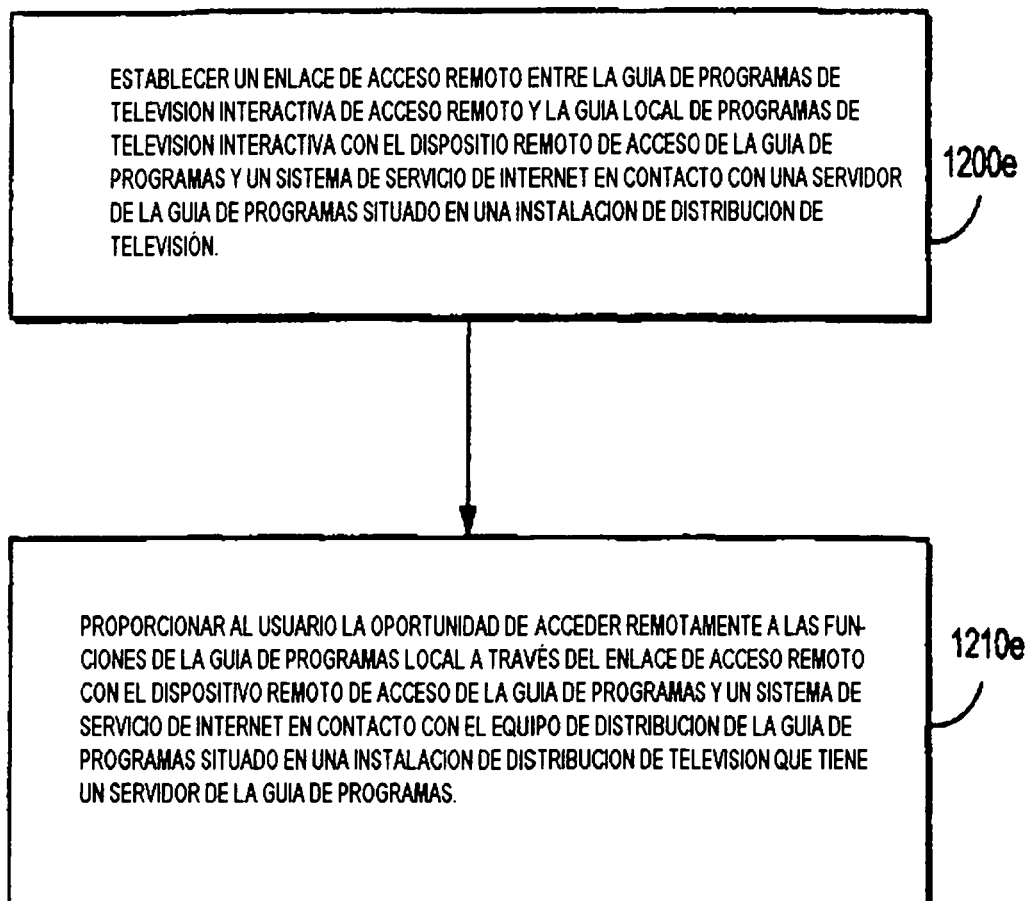 ESTABLECER UN ENLACE DE ACCESO REMOTO ENTRE LA GUIA DE PROGRAMAS DE
TELEVISION INTERACTIVA DE ACCESO REMOTO Y LA GUIA LOCAL DE PROGRAMAS DE
TELEVISION INTERACTIVA CON EL DISPOSITIO REMOTO DE ACCESO DE LA GUIA DE
PROGRAMAS Y UN SISTEMA DE SERVICIO DE INTERNET EN CONTACTO CON UNA SERVIDOR
DE LA GUIA DE PROGRAMAS SITUADO EN UNA INSTALACION DE DISTRIBUCION DE
TELEVISIÓN.
1200e
PROPORCIONAR AL USUARIO LA OPORTUNIDAD DE ACCEDER REMOTAMENTE A LAS FUN-
CIONES DE LA GUIA DE PROGRAMAS LOCAL A TRAVÉS DEL ENLACE DE ACCESO REMOTO
CON EL DISPOSITIVO REMOTO DE ACCESO DE LA GUIA DE PROGRAMAS Y UN SISTEMA DE
SERVICIO DE INTERNET EN CONTACTO CON EL EQUIPO DE DISTRIBUCION DE LA GUIA DE
PROGRAMAS SITUADO EN UNA INSTALACION DE DISTRIBUCION DE TELEVISION QUE TIENE
UN SERVIDOR DE LA GUIA DE PROGRAMAS.
1210e